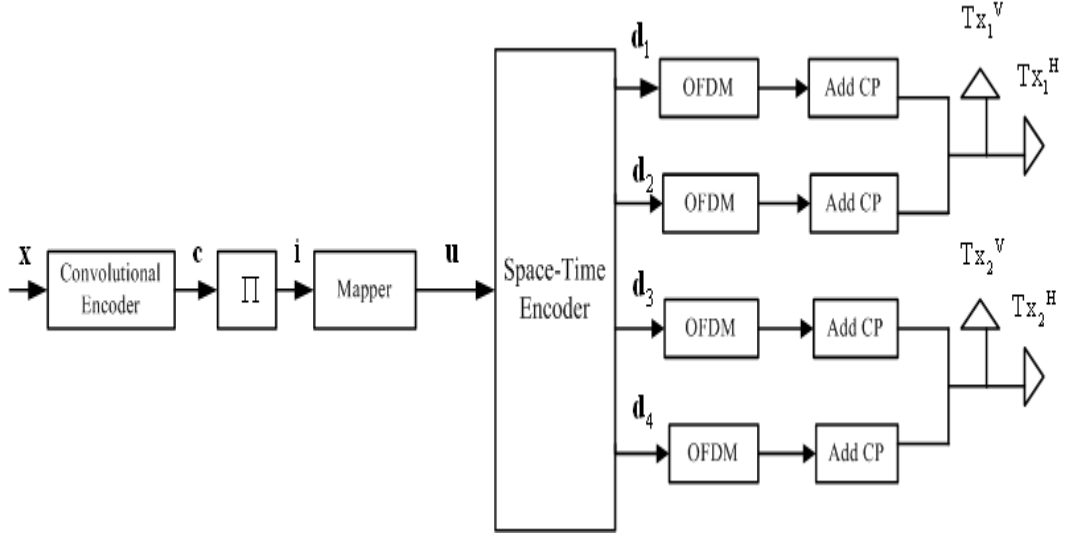 Tx₁ⱽ
Tx₁ᴴ
d₁
OFDM
Add CP
d₂
OFDM
Add CP
x
Convolutional
Encoder
c
Π
i
Mapper
u
Space-Time
Encoder
Tx₂ⱽ
Tx₂ᴴ
d₃
OFDM
Add CP
d₄
OFDM
Add CP